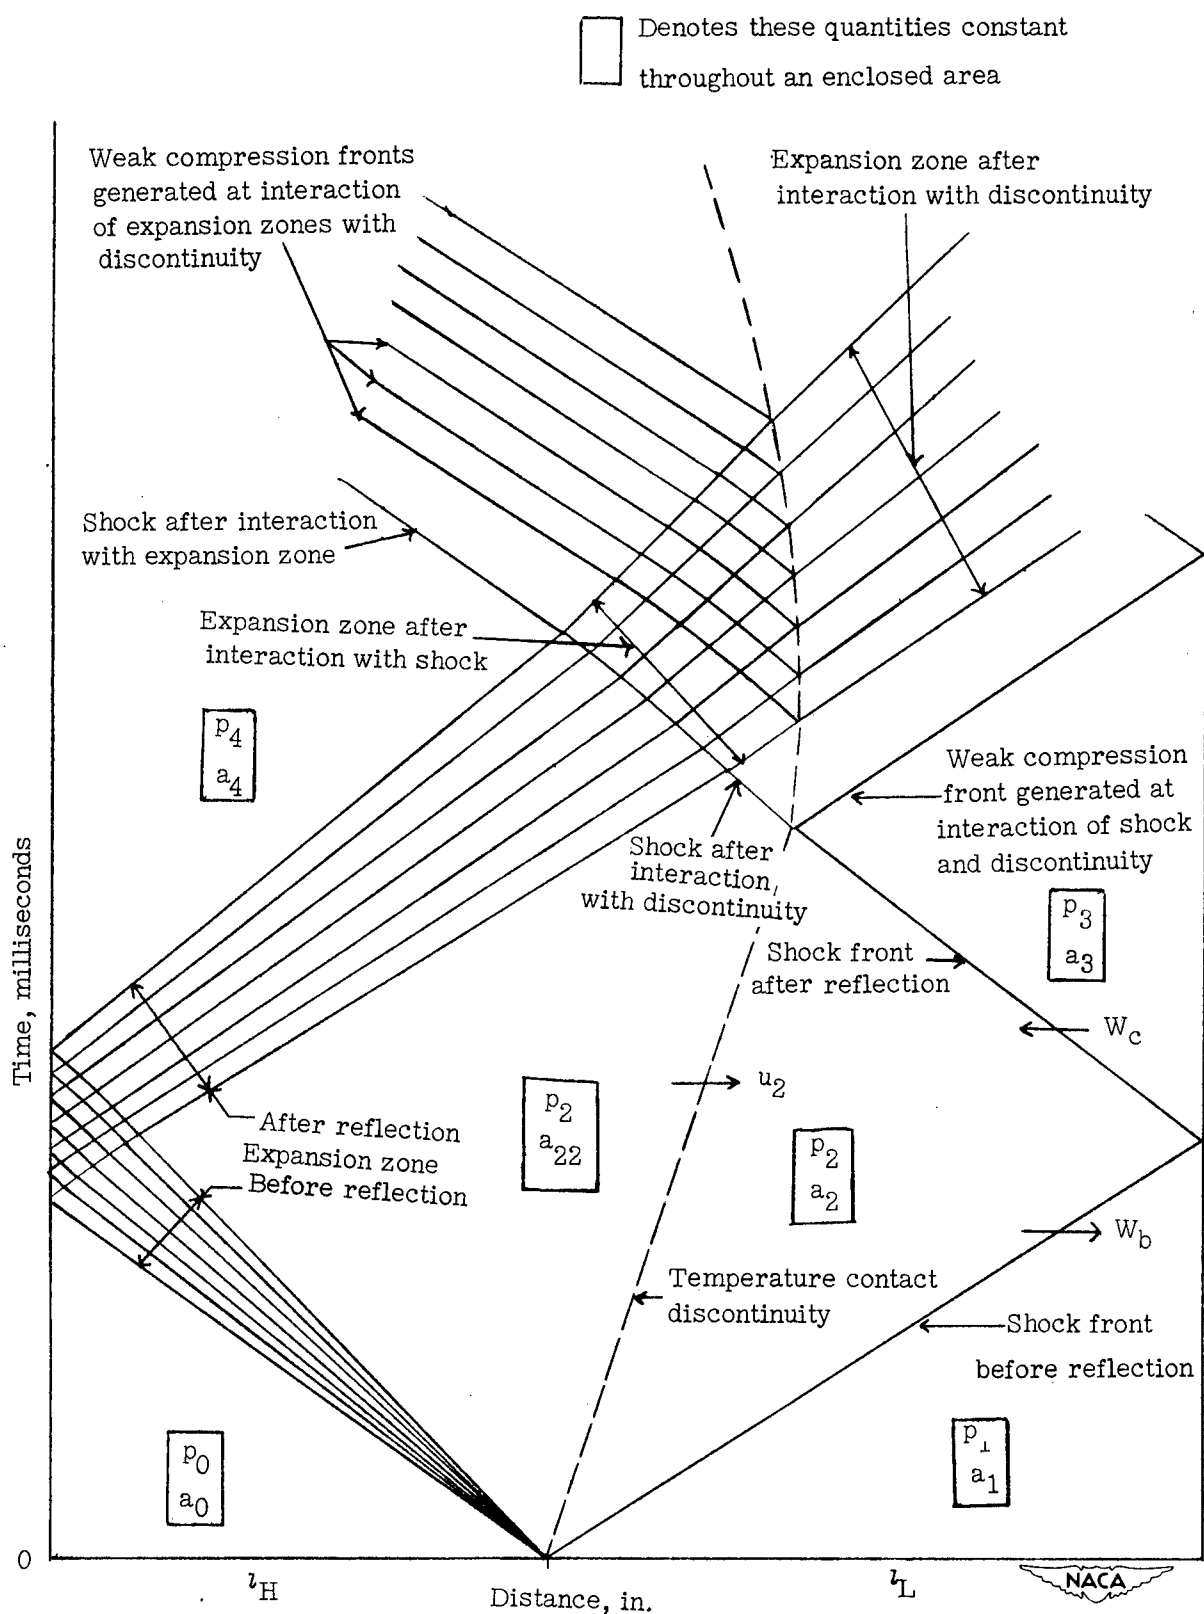 Denotes these quantities constant
throughout an enclosed area
Weak compression fronts
generated at interaction
of expansion zones with
discontinuity
Expansion zone after
interaction with discontinuity
Shock after interaction
with expansion zone
Expansion zone after
interaction with shock
p4
a4
Weak compression
front generated at
interaction of shock
and discontinuity
Shock after
interaction,
with discontinuity
p3
a3
Shock front
after reflection
Wc
Time, milliseconds
u2
p2
a22
After reflection
Expansion zone
Before reflection
p2
a2
Wb
Temperature contact
discontinuity
Shock front
before reflection
p0
a0
p1
a1
0
lH
Distance, in.
lL
NACA